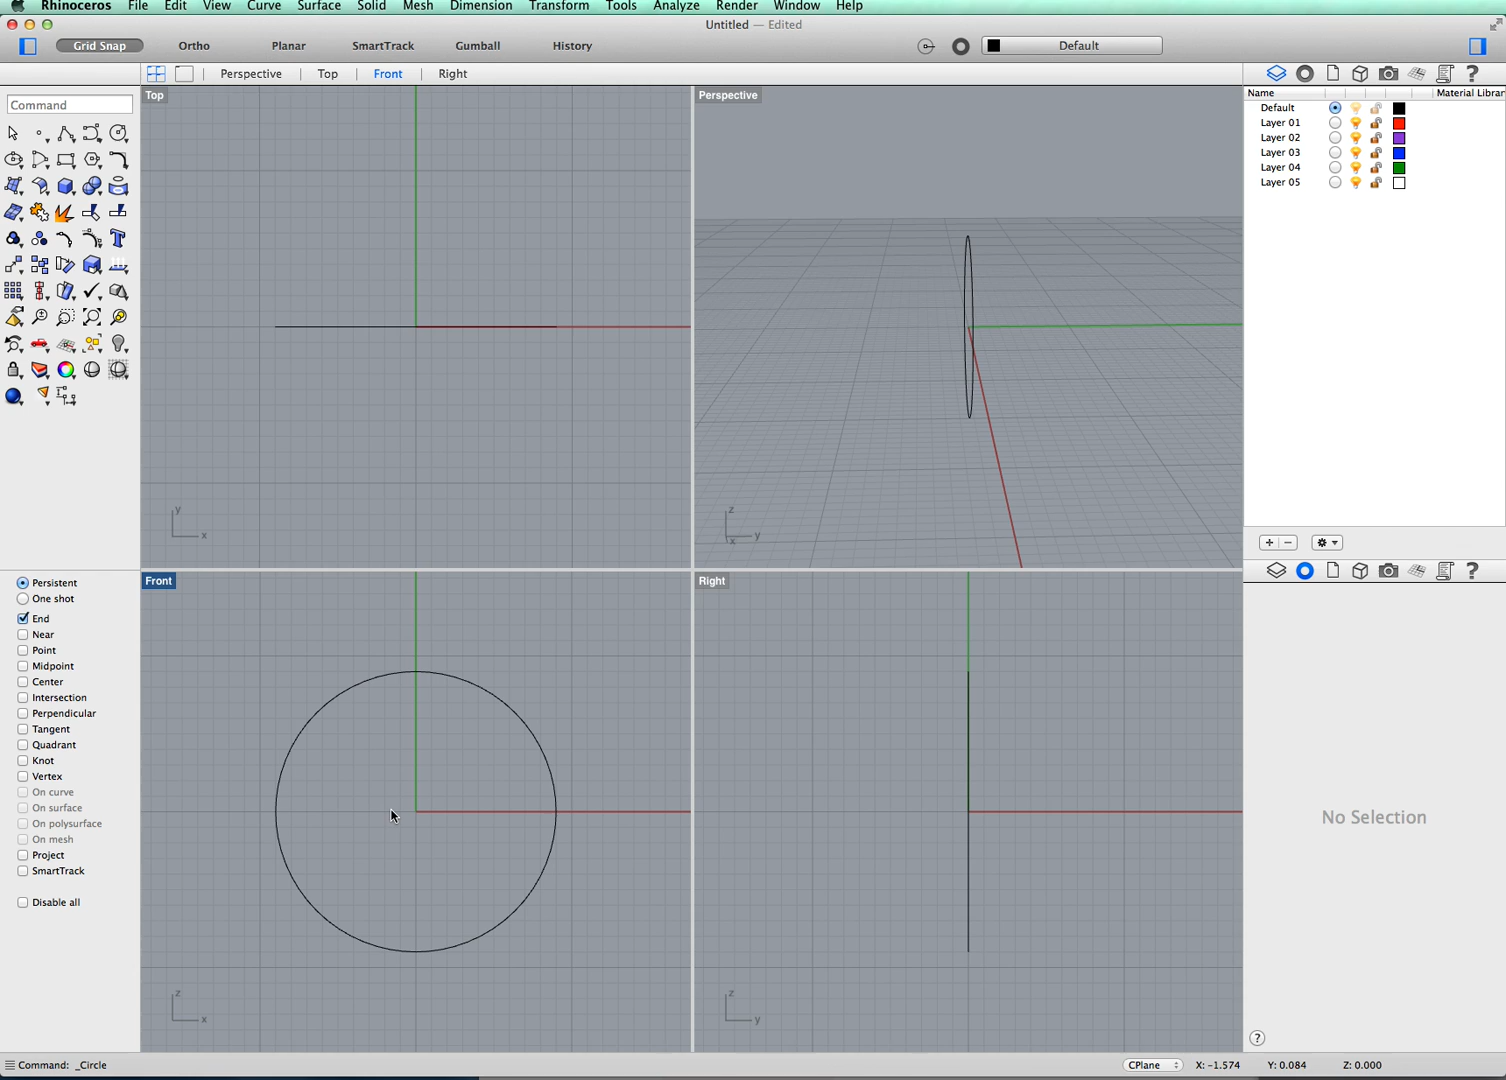 Rhinoceros File Edit View Curve Surface Solid Mesh Dimension Transform Tools Analyze Render Window Help
Untitled — Edited
Grid Snap Ortho Planar SmartTrack Gumball History Default
Perspective Top Front Right
Command
Top
Perspective
Name Material Librar
Default
Layer 01
Layer 02
Layer 03
Layer 04
Layer 05
y
x
z
y
x
Front
Right
Persistent
One shot
End
Near
Point
Midpoint
Center
Intersection
Perpendicular
Tangent
Quadrant
Knot
Vertex
On curve
On surface
On polysurface
On mesh
Project
SmartTrack
Disable all
No Selection
z
x
z
y
Command: _Circle CPlane X: -1.574 Y: 0.084 Z: 0.000